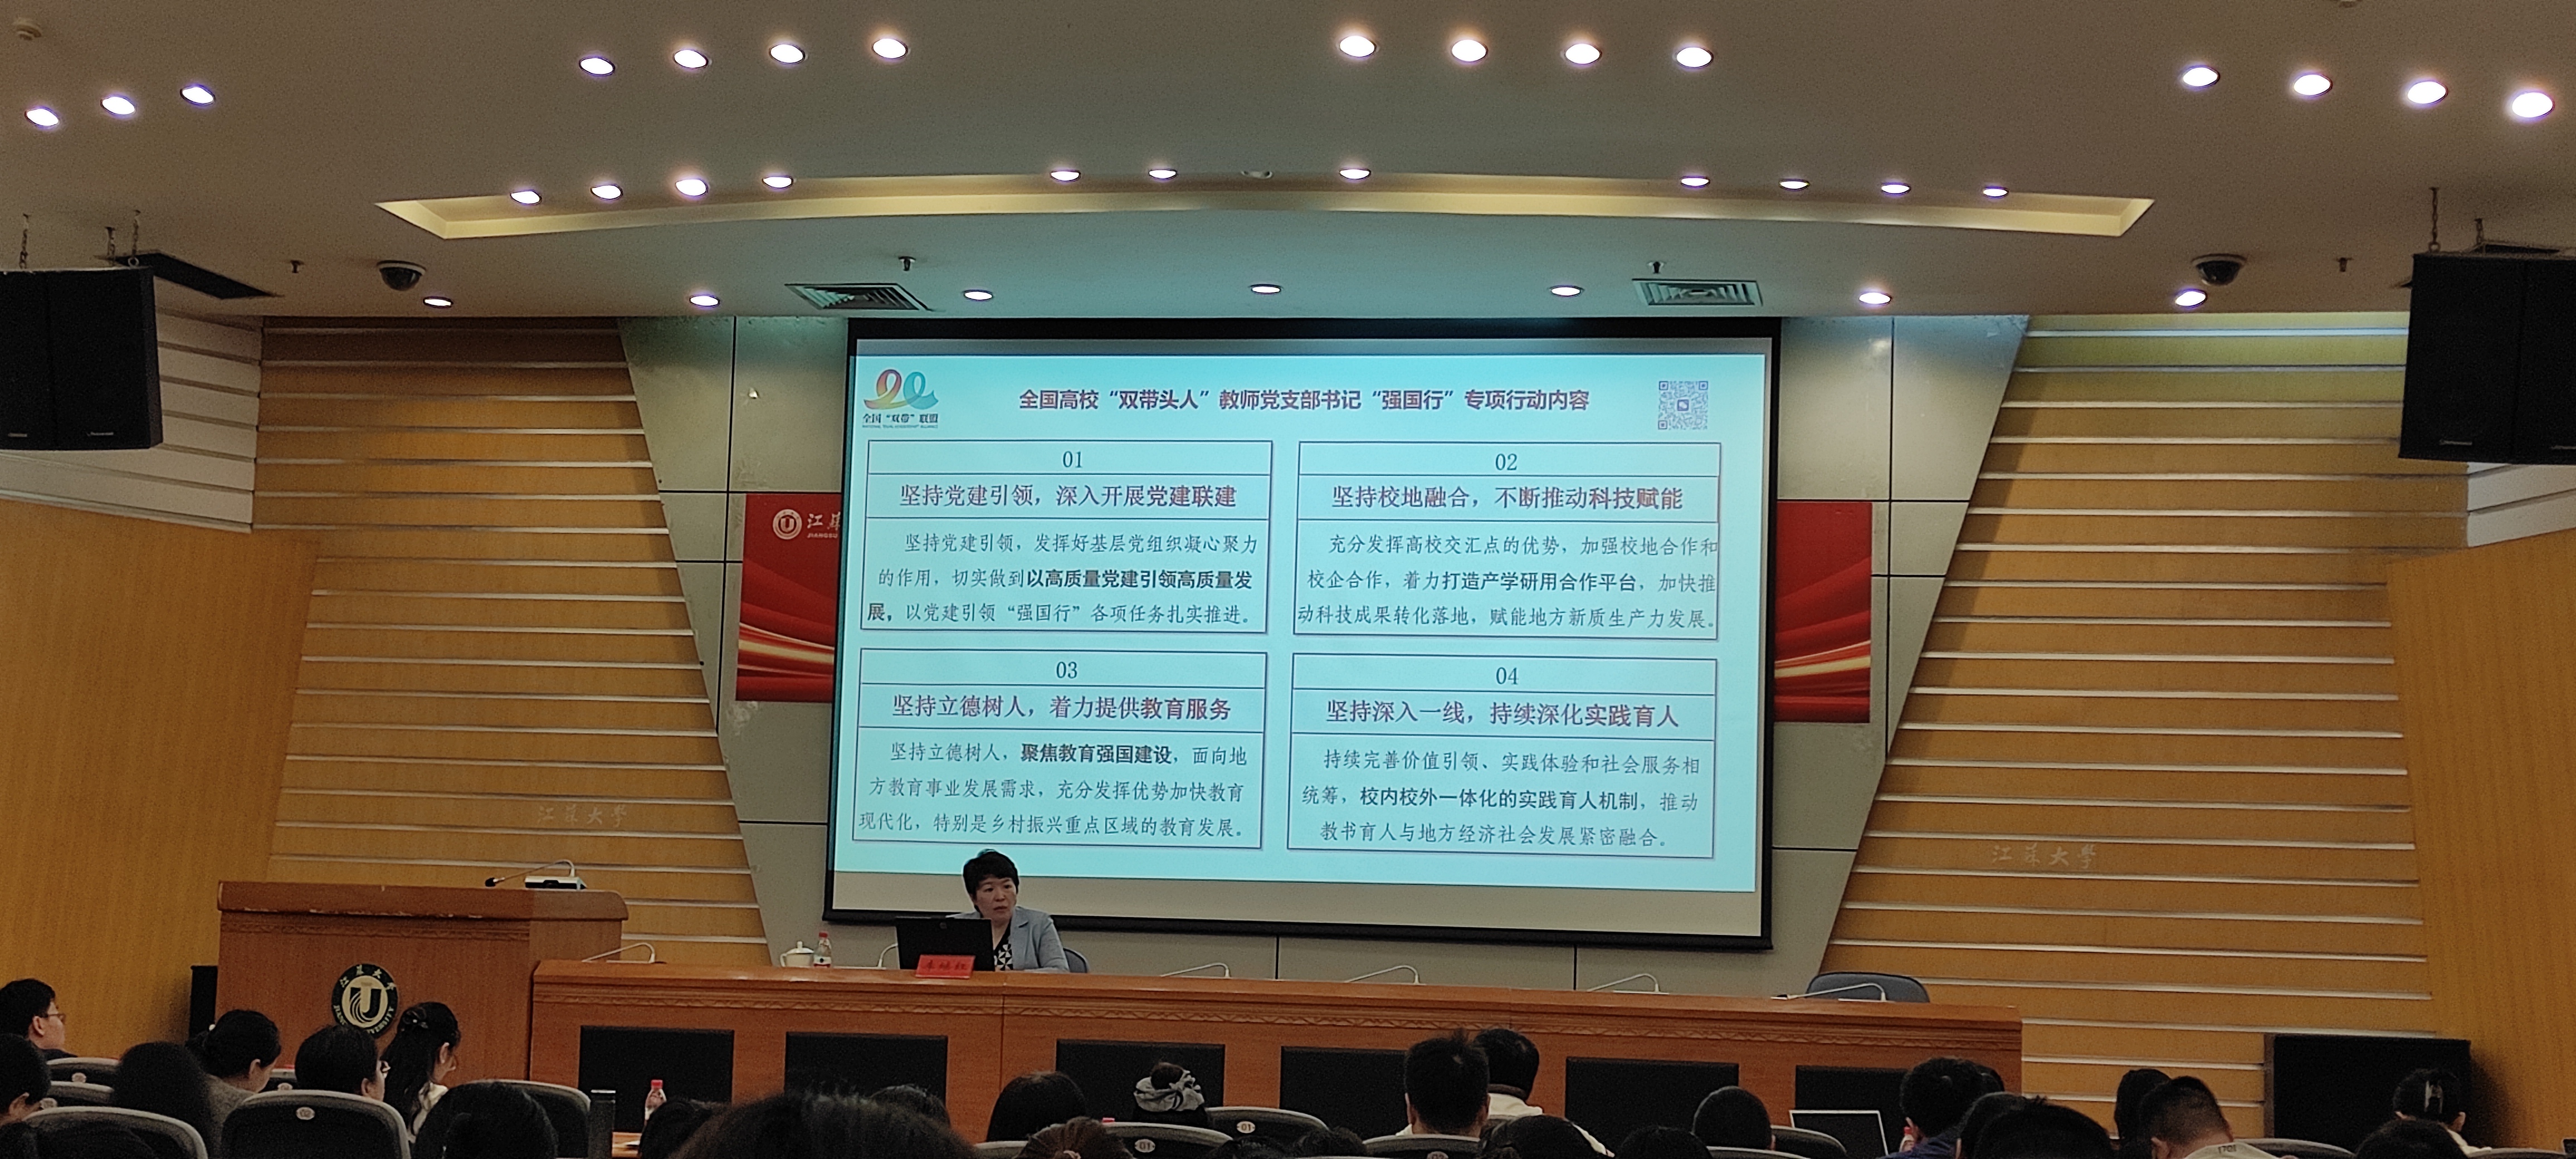 全国“双带”联盟
全国高校“双带头人”教师党支部书记“强国行”专项行动内容
01
坚持党建引领，深入开展党建联建
坚持党建引领，发挥好基层党组织凝心聚力
的作用，切实做到以高质量党建引领高质量发
展，以党建引领“强国行”各项任务扎实推进。
02
坚持校地融合，不断推动科技赋能
充分发挥高校交汇点的优势，加强校地合作和
校企合作，着力打造产学研用合作平台，加快推
动科技成果转化落地，赋能地方新质生产力发展。
03
坚持立德树人，着力提供教育服务
坚持立德树人，聚焦教育强国建设，面向地
方教育事业发展需求，充分发挥优势加快教育
现代化，特别是乡村振兴重点区域的教育发展。
04
坚持深入一线，持续深化实践育人
持续完善价值引领、实践体验和社会服务相
统筹，校内校外一体化的实践育人机制，推动
教书育人与地方经济社会发展紧密融合。
江苏
JIANGSU
江苏大学
江苏大学
江苏大学